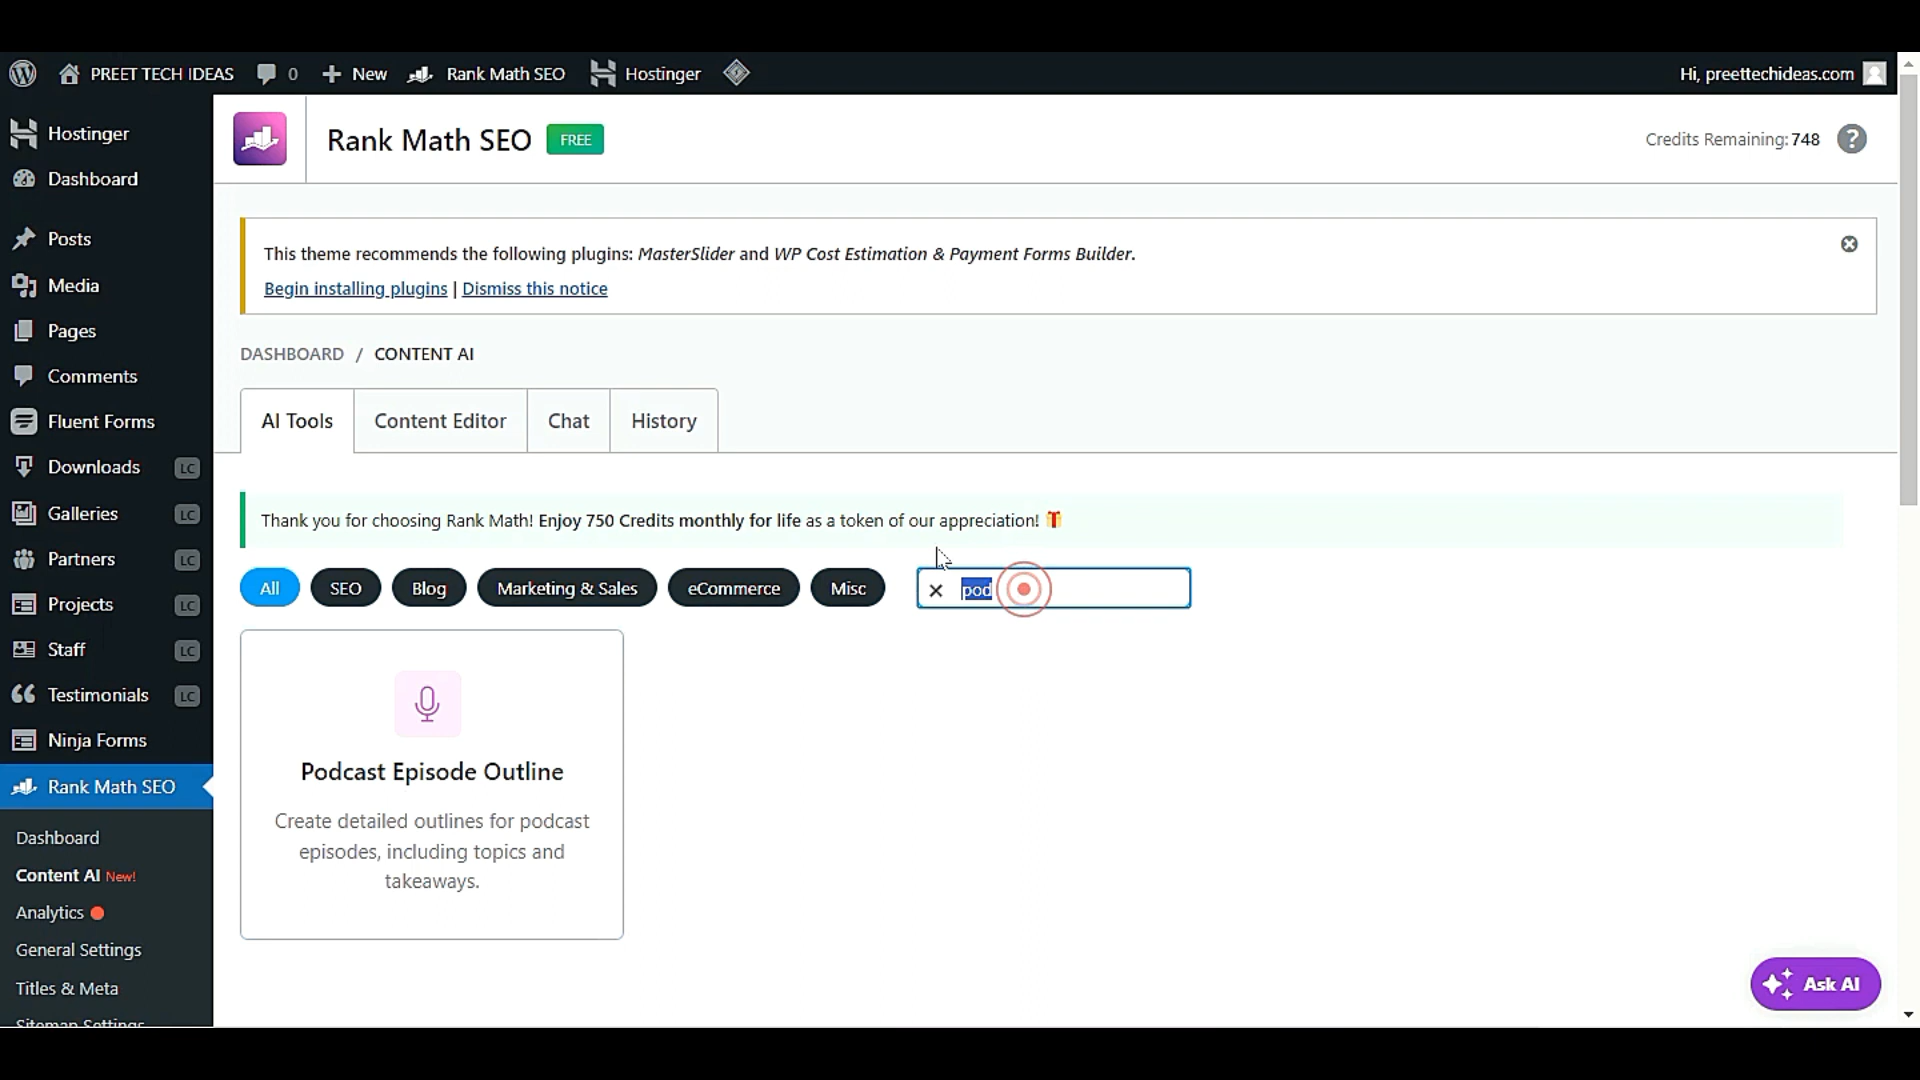 PREET TECH IDEAS 0 New Rank Math SEO Hostinger Hi, preettechideas.com
Hostinger
Dashboard
Posts
Media
Pages
Comments
Fluent Forms
Downloads LC
Galleries LC
Partners LC
Projects LC
Staff LC
Testimonials LC
Ninja Forms
Rank Math SEO
Dashboard
Content AI New!
Analytics
General Settings
Titles & Meta
Sitemap Settings
Rank Math SEO FREE Credits Remaining: 748 ?
This theme recommends the following plugins: MasterSlider and WP Cost Estimation & Payment Forms Builder.
Begin installing plugins | Dismiss this notice
DASHBOARD / CONTENT AI
AI Tools Content Editor Chat History
Thank you for choosing Rank Math! Enjoy 750 Credits monthly for life as a token of our appreciation!
All SEO Blog Marketing & Sales eCommerce Misc pod
Podcast Episode Outline
Create detailed outlines for podcast
episodes, including topics and
takeaways.
Ask AI